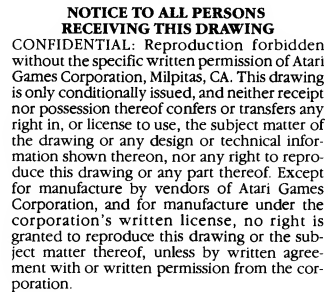 NOTICE TO ALL PERSONS
RECEIVING THIS DRAWING
CONFIDENTIAL: Reproduction forbidden
without the specific written permission of Atari
Games Corporation, Milpitas, CA. This drawing
is only conditionally issued, and neither receipt
nor possession thereof confers or transfers any
right in, or license to use, the subject matter of
the drawing or any design or technical infor-
mation shown thereon, nor any right to repro-
duce this drawing or any part thereof. Except
for manufacture by vendors of Atari Games
Corporation, and for manufacture under the
corporation's written license, no right is
granted to reproduce this drawing or the sub-
ject matter thereof, unless by written agree-
ment with or written permission from the cor-
poration.